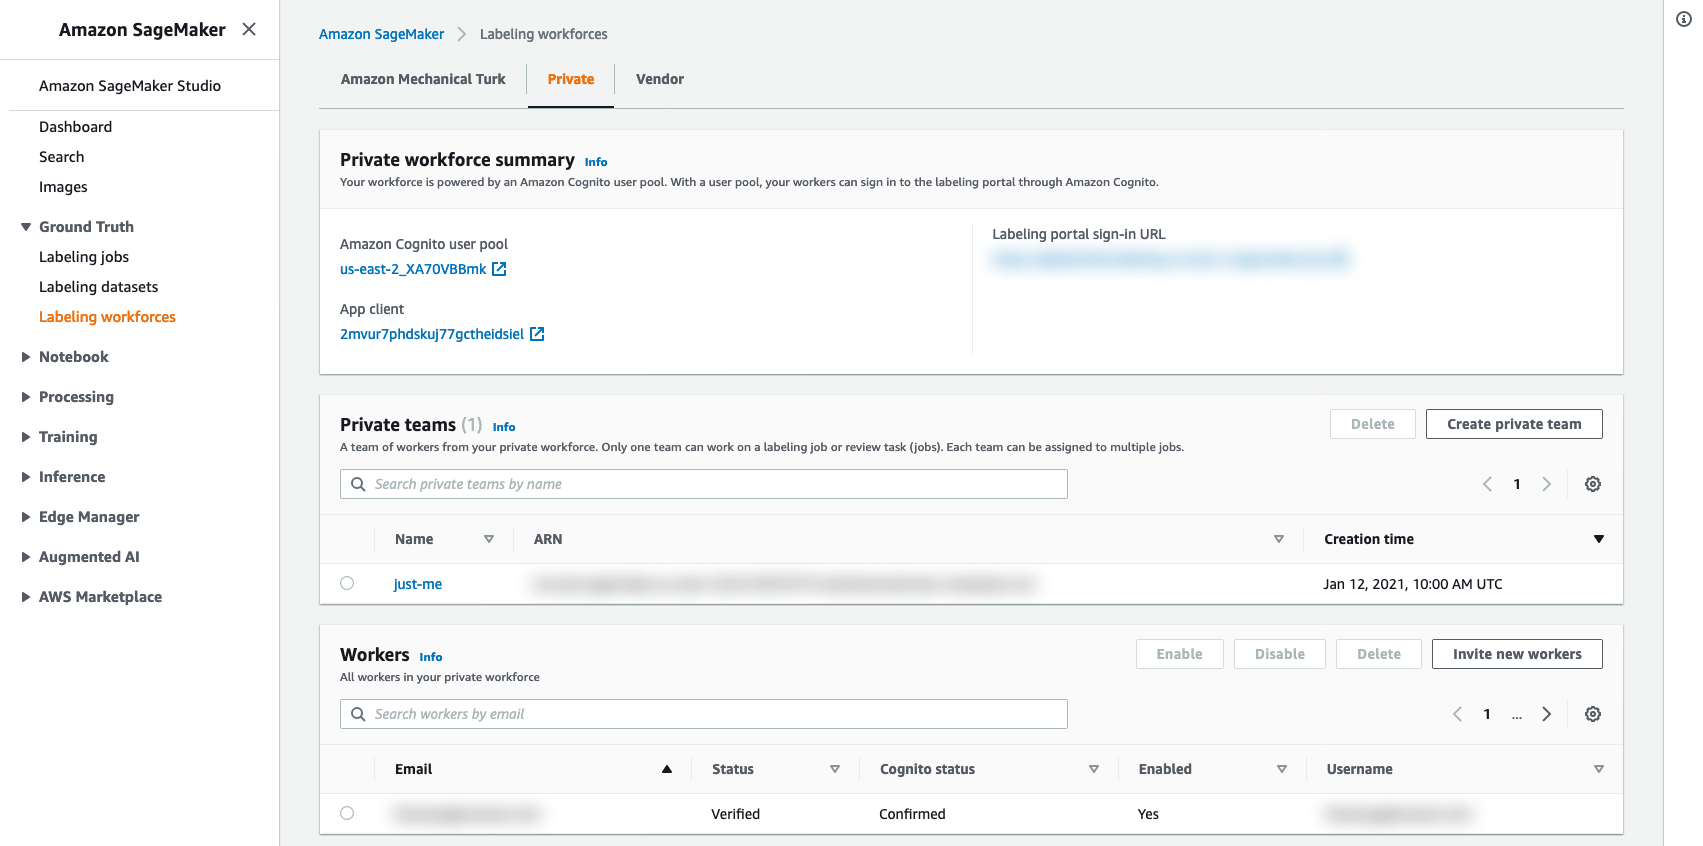 Amazon SageMaker
Amazon SageMaker Studio
Dashboard
Search
Images
Ground Truth
Labeling jobs
Labeling datasets
Labeling workforces
Notebook
Processing
Training
Inference
Edge Manager
Augmented AI
AWS Marketplace
Amazon SageMaker > Labeling workforces
Amazon Mechanical Turk Private Vendor
Private workforce summary Info
Your workforce is powered by an Amazon Cognito user pool. With a user pool, your workers can sign in to the labeling portal through Amazon Cognito.
Amazon Cognito user pool
us-east-2_XA70VBBmk
App client
2mvur7phdskuj77gctheidsiel
Labeling portal sign-in URL
Private teams (1) Info
Delete Create private team
A team of workers from your private workforce. Only one team can work on a labeling job or review task (jobs). Each team can be assigned to multiple jobs.
Search private teams by name
1
Name ARN Creation time
just-me Jan 12, 2021, 10:00 AM UTC
Workers Info
Enable Disable Delete Invite new workers
All workers in your private workforce
Search workers by email
1 ...
Email Status Cognito status Enabled Username
Verified Confirmed Yes